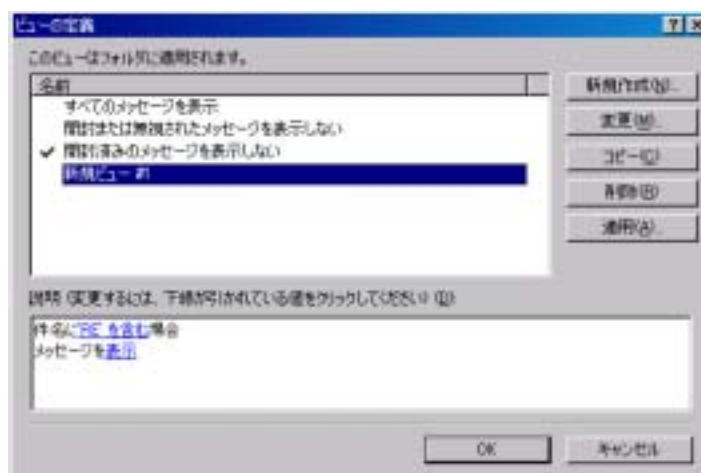 ビューの定義
このビューはフォルダに適用されます。
名前
すべてのメッセージを表示
開封または無視されたメッセージを表示しない
開封済みのメッセージを表示しない
新規ビュー #1
新規作成(N)...
変更(M)...
コピー(C)
削除(R)
適用(A)...
説明 (変更するには、下線が引かれている値をクリックしてください) (D):
件名に'RE' を含む場合
メッセージを表示
OK
キャンセル